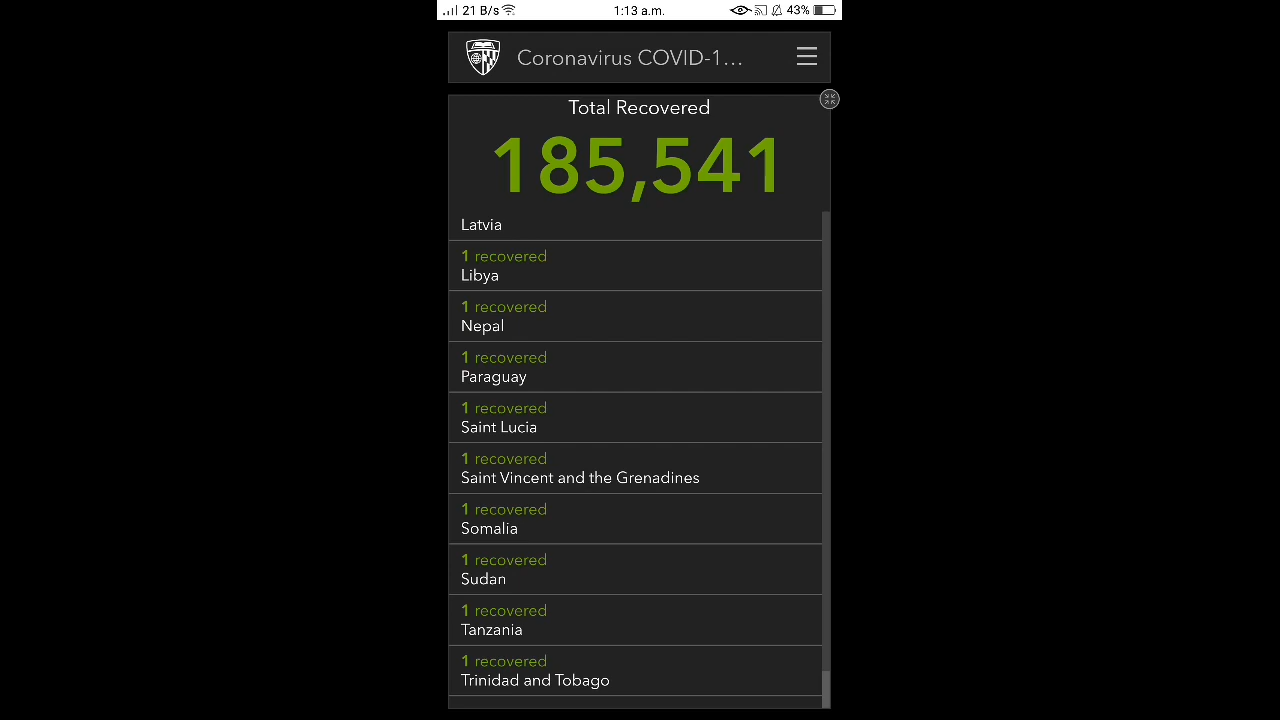 21 B/s
1:13 a.m.
43%
Coronavirus COVID-1...
Total Recovered
185,541
Latvia
1 recovered
Libya
1 recovered
Nepal
1 recovered
Paraguay
1 recovered
Saint Lucia
1 recovered
Saint Vincent and the Grenadines
1 recovered
Somalia
1 recovered
Sudan
1 recovered
Tanzania
1 recovered
Trinidad and Tobago